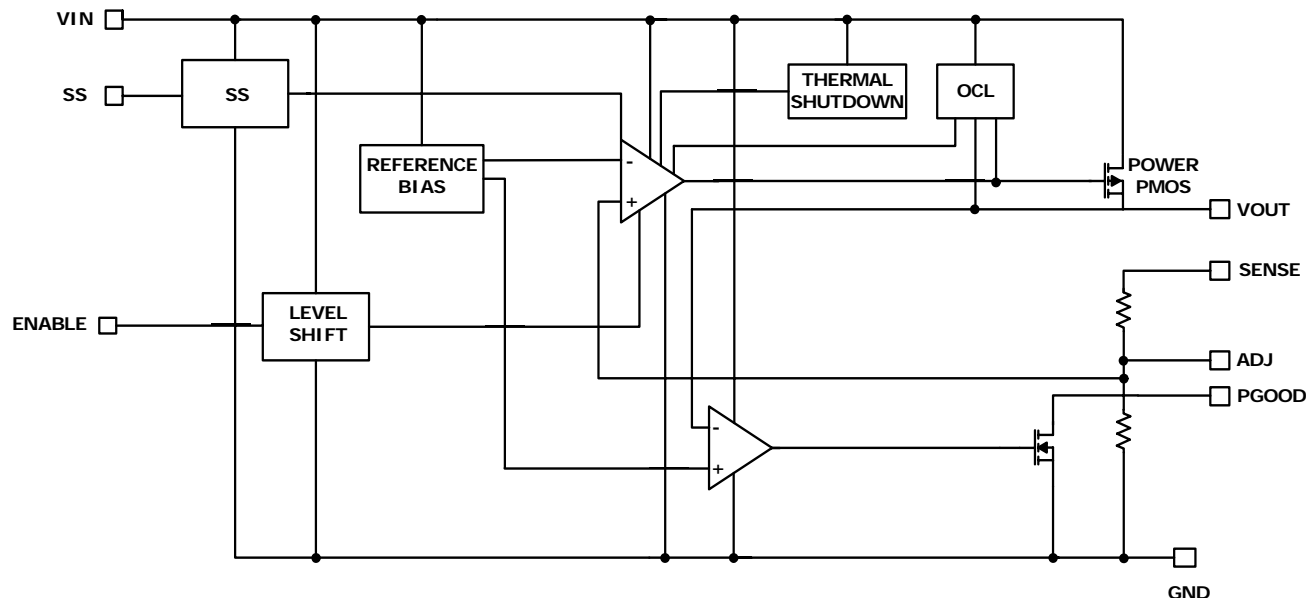 VIN
SS
SS
THERMAL
SHUTDOWN
OCL
REFERENCE
BIAS
-
+
POWER
PMOS
VOUT
SENSE
ENABLE
LEVEL
SHIFT
ADJ
PGOOD
-
+
GND